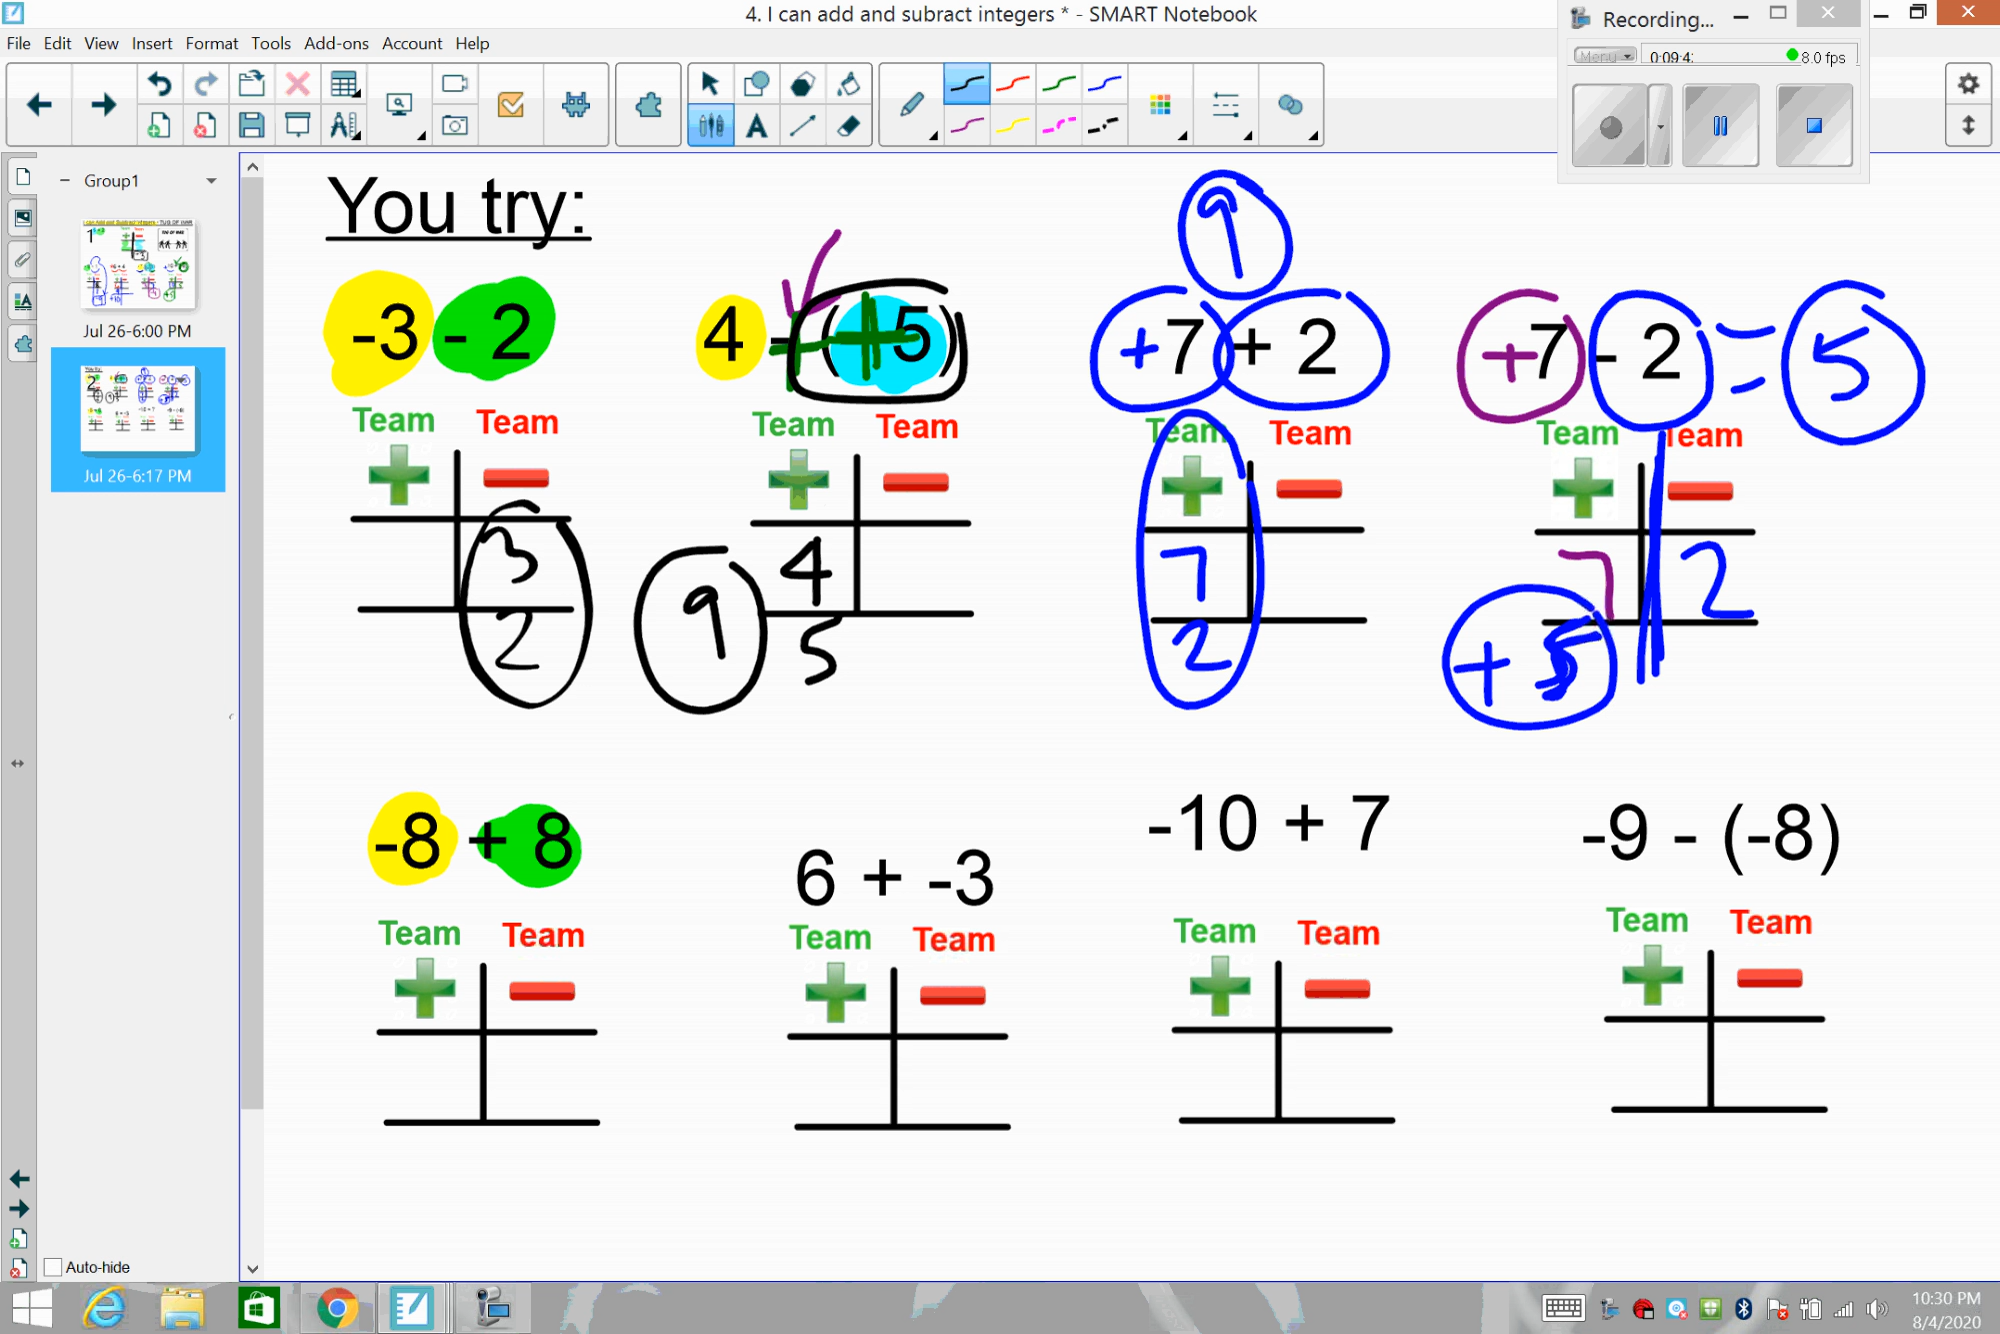 4. I can add and subract integers * - SMART Notebook
Recording...
File Edit View Insert Format Tools Add-ons Account Help
Menu 0:09:4 8.0 fps
Group1
Jul 26-6:00 PM
Jul 26-6:17 PM
Auto-hide
You try:
9
-3 - 2
4 - (+5)
+7 + 2
+7 - 2 = 5
Team Team
3
2
Team Team
4
5
9
Team Team
7
2
Team Team
7 2
+ 5
-8 + 8
6 + -3
-10 + 7
-9 - (-8)
Team Team
Team Team
Team Team
Team Team
10:30 PM
8/4/2020